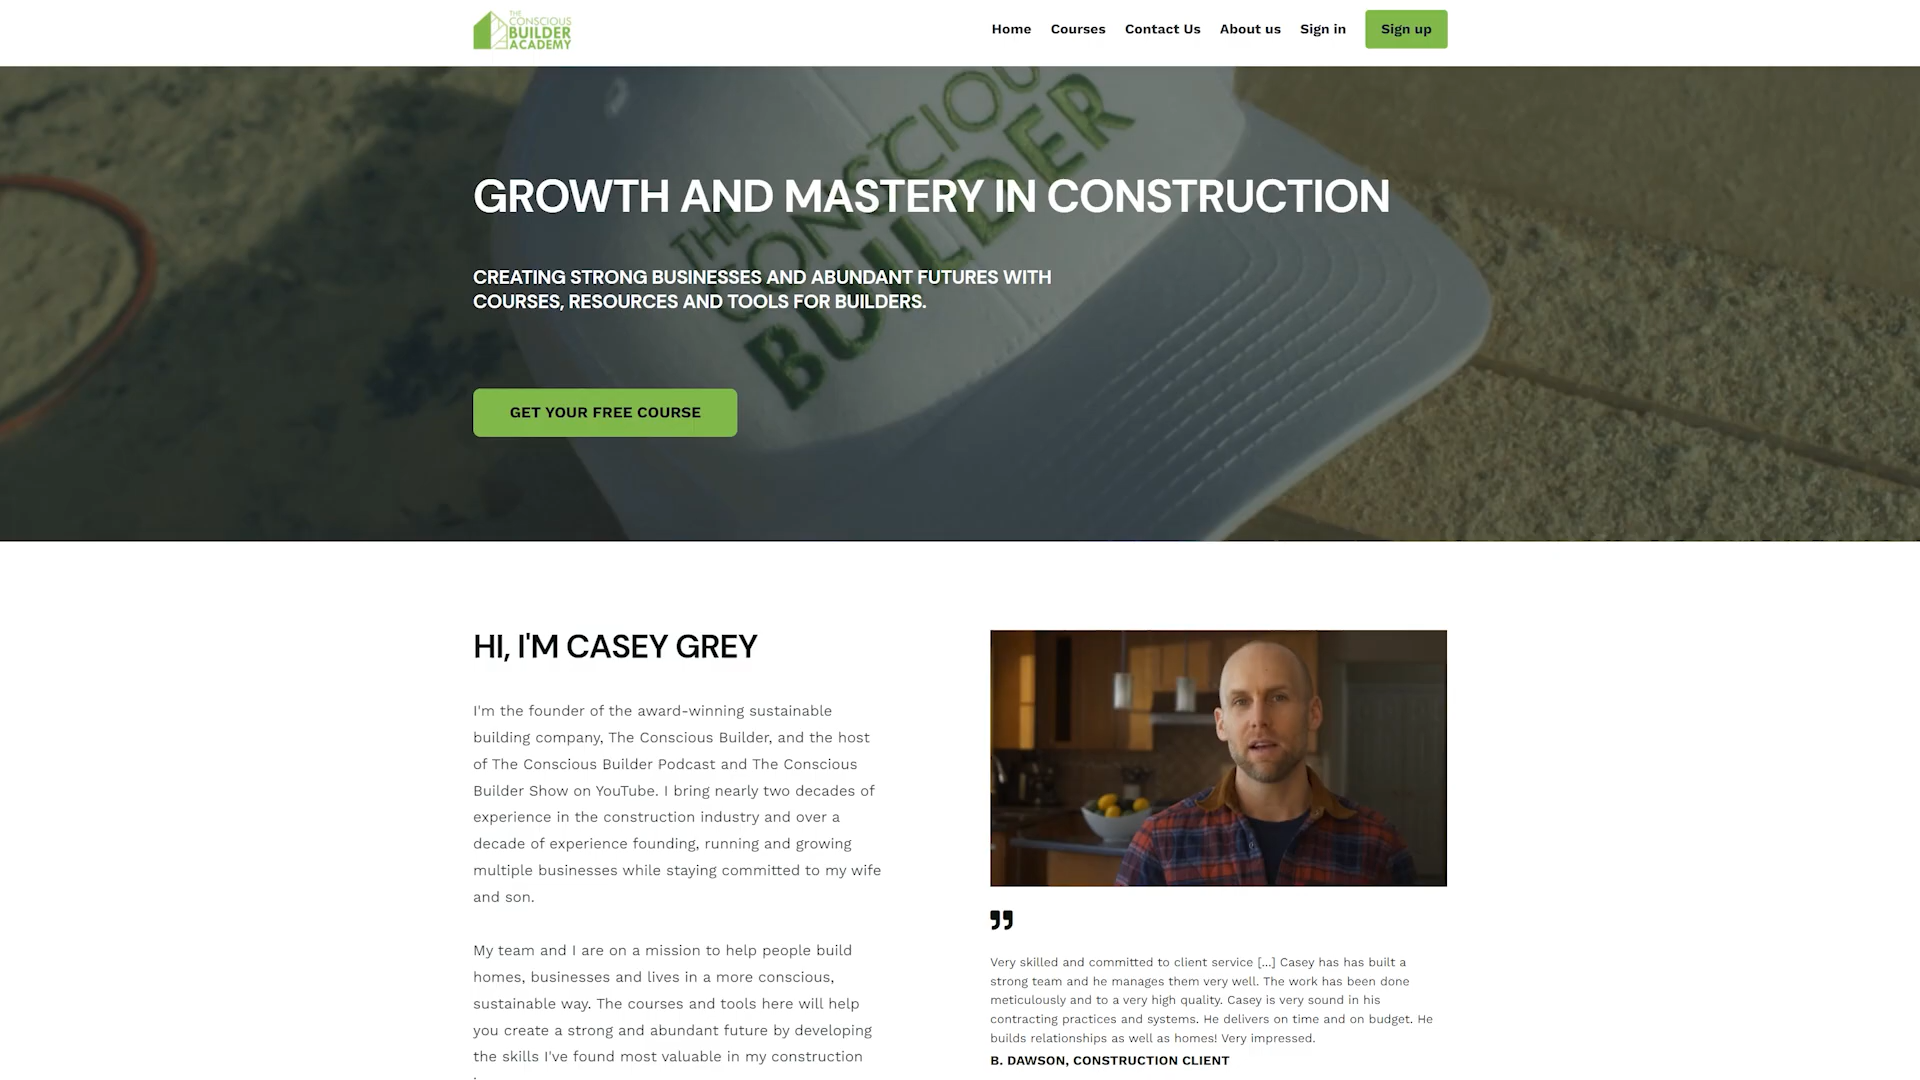 THE
CONSCIOUS
BUILDER
ACADEMY
Home Courses Contact Us About us Sign in Sign up
THE
CONSCIOUS
BUILDER
GROWTH AND MASTERY IN CONSTRUCTION
CREATING STRONG BUSINESSES AND ABUNDANT FUTURES WITH
COURSES, RESOURCES AND TOOLS FOR BUILDERS.
THE
CONSCIOU
BUILDER
GET YOUR FREE COURSE
HI, I'M CASEY GREY
I'm the founder of the award-winning sustainable
building company, The Conscious Builder, and the host
of The Conscious Builder Podcast and The Conscious
Builder Show on YouTube. I bring nearly two decades of
experience in the construction industry and over a
decade of experience founding, running and growing
multiple businesses while staying committed to my wife
and son.
My team and I are on a mission to help people build
homes, businesses and lives in a more conscious,
sustainable way. The courses and tools here will help
you create a strong and abundant future by developing
the skills I've found most valuable in my construction
Very skilled and committed to client service [...] Casey has has built a
strong team and he manages them very well. The work has been done
meticulously and to a very high quality. Casey is very sound in his
contracting practices and systems. He delivers on time and on budget. He
builds relationships as well as homes! Very impressed.
B. DAWSON, CONSTRUCTION CLIENT